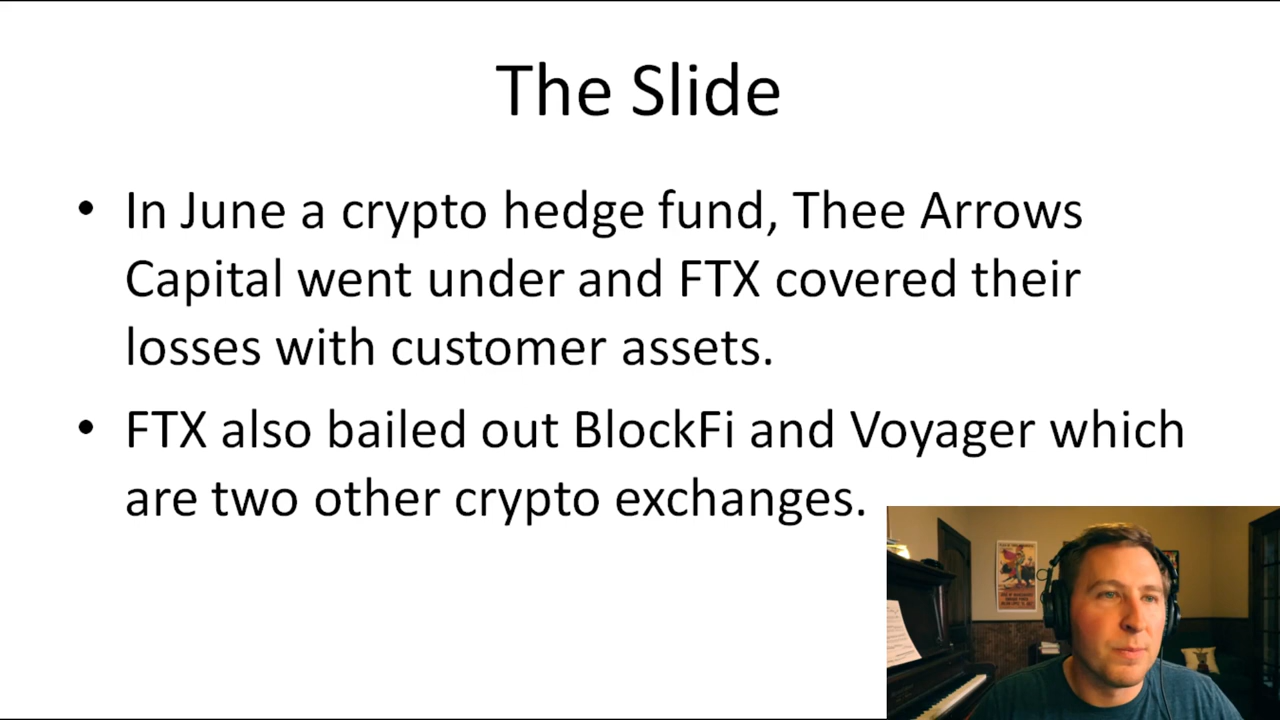 The Slide
• In June a crypto hedge fund, Thee Arrows
Capital went under and FTX covered their
losses with customer assets.
• FTX also bailed out BlockFi and Voyager which
are two other crypto exchanges.